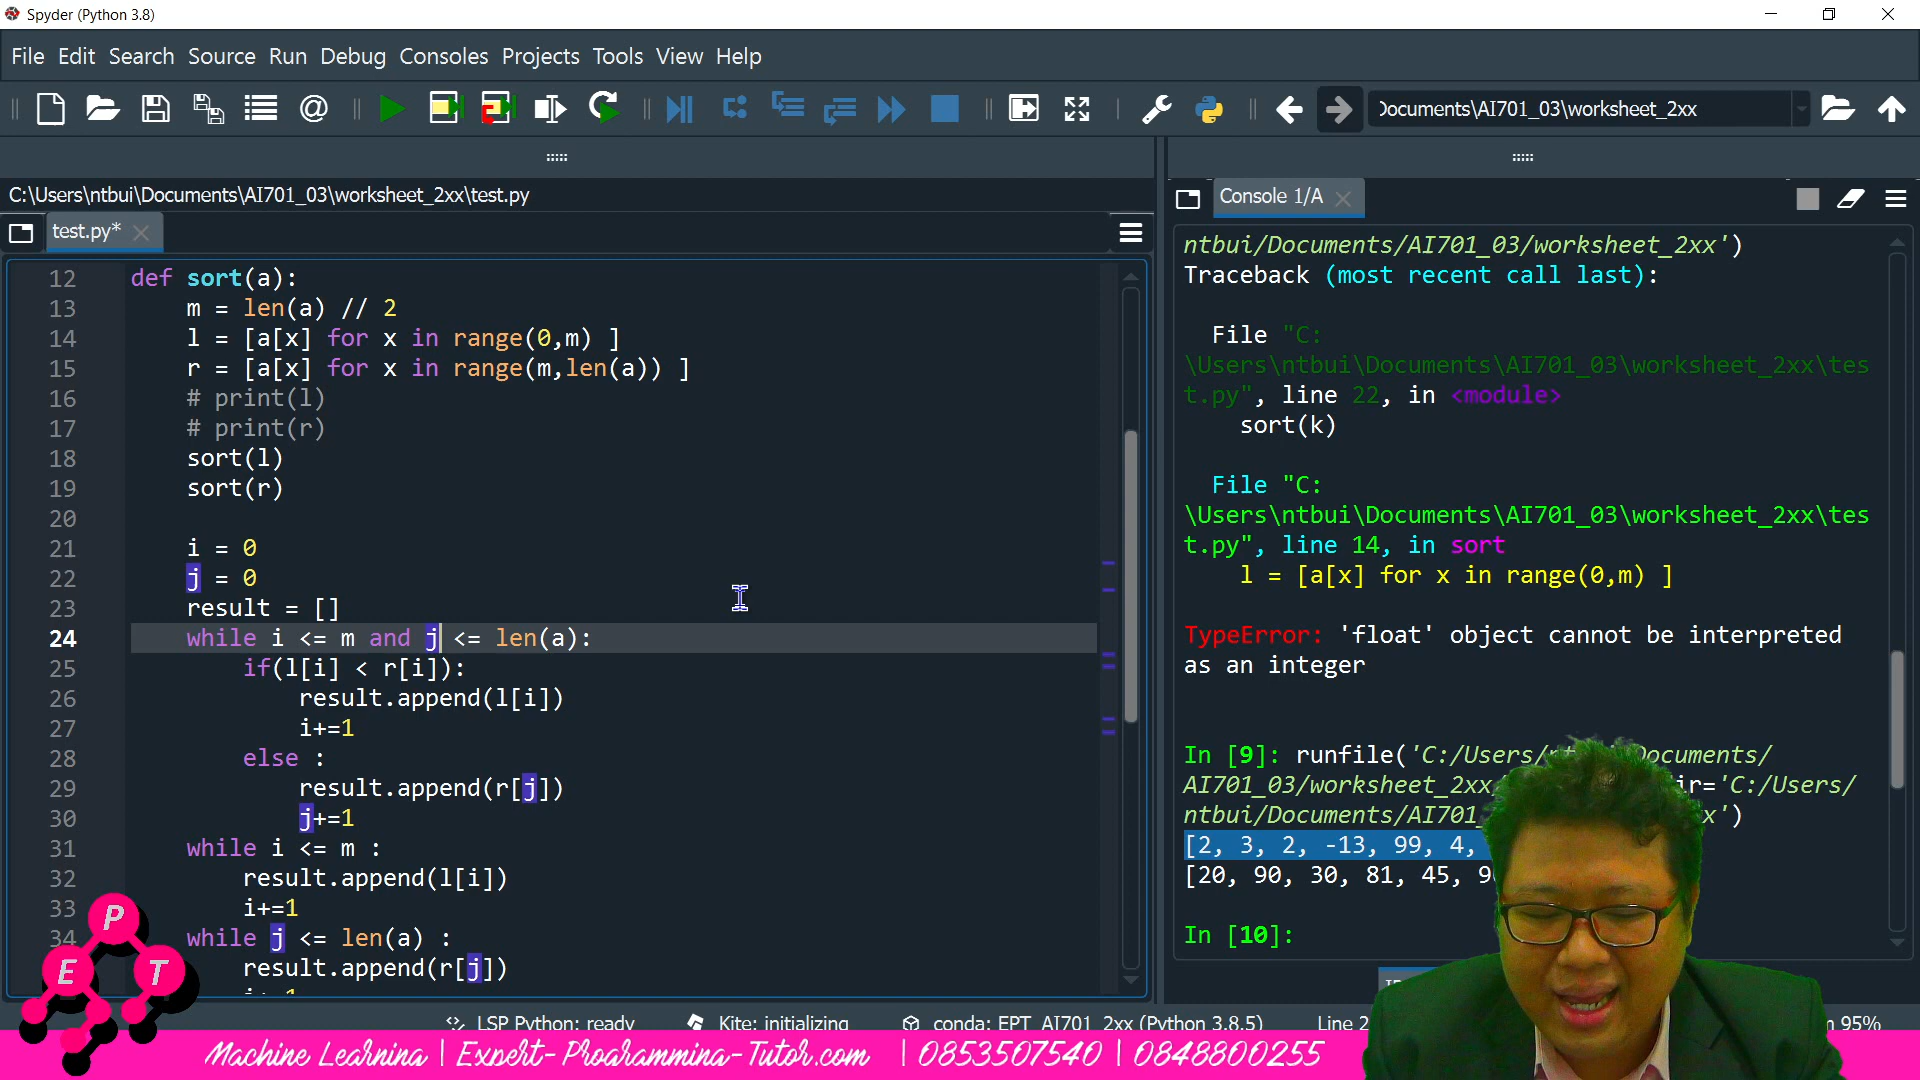 Spyder (Python 3.8)
File Edit Search Source Run Debug Consoles Projects Tools View Help
Documents\AI701_03\worksheet_2xx
C:\Users\ntbui\Documents\AI701_03\worksheet_2xx\test.py
test.py*
12 def sort(a):
13 m = len(a) // 2
14 l = [a[x] for x in range(0,m) ]
15 r = [a[x] for x in range(m,len(a)) ]
16 # print(l)
17 # print(r)
18 sort(l)
19 sort(r)
20
21 i = 0
22 j = 0
23 result = []
24 while i <= m and j <= len(a):
25 if(l[i] < r[i]):
26 result.append(l[i])
27 i+=1
28 else :
29 result.append(r[j])
30 j+=1
31 while i <= m :
32 result.append(l[i])
33 i+=1
34 while j <= len(a) :
result.append(r[j])
Console 1/A
ntbui/Documents/AI701_03/worksheet_2xx')
Traceback (most recent call last):
File "C:
\Users\ntbui\Documents\AI701_03\worksheet_2xx\tes
t.py", line 22, in <module>
sort(k)
File "C:
\Users\ntbui\Documents\AI701_03\worksheet_2xx\tes
t.py", line 14, in sort
l = [a[x] for x in range(0,m) ]
TypeError: 'float' object cannot be interpreted
as an integer
In [9]: runfile('C:/Users/ntbui/Documents/
AI701_03/worksheet_2xx ir='C:/Users/
ntbui/Documents/AI701_ x')
[2, 3, 2, -13, 99, 4,
[20, 90, 30, 81, 45, 9
In [10]:
LSP Python: ready Kite: initializing conda: EPT_AI701_2xx (Python 3.8.5) Line 2 95%
P
E T
Machine Learning | Expert-Programming-Tutor.com | 0853507540 | 0848800255